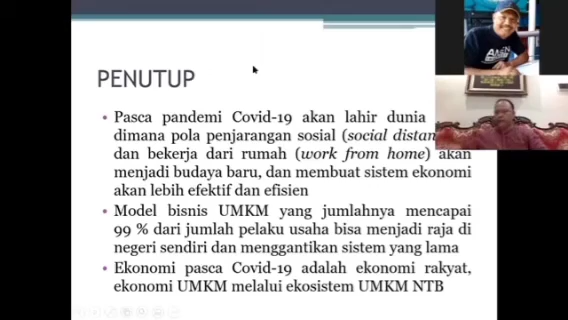 PENUTUP
• Pasca pandemi Covid-19 akan lahir dunia
dimana pola penjarangan sosial (social distan
dan bekerja dari rumah (work from home) akan
menjadi budaya baru, dan membuat sistem ekonomi
akan lebih efektif dan efisien
• Model bisnis UMKM yang jumlahnya mencapai
99 % dari jumlah pelaku usaha bisa menjadi raja di
negeri sendiri dan menggantikan sistem yang lama
• Ekonomi pasca Covid-19 adalah ekonomi rakyat,
ekonomi UMKM melalui ekosistem UMKM NTB